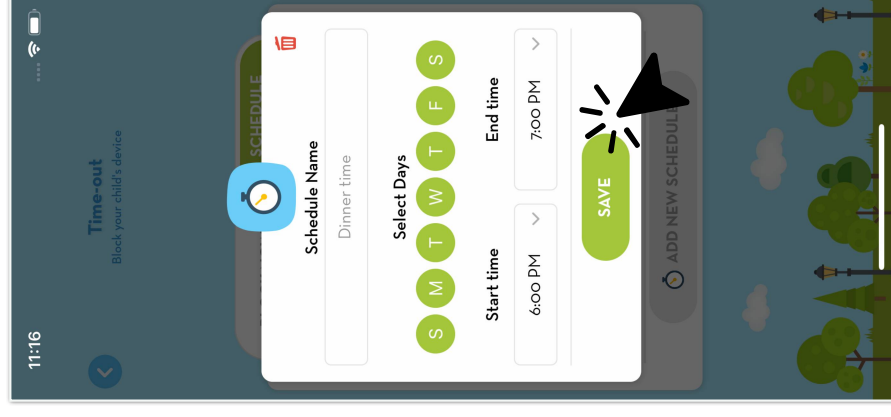 11:16
Time-out
Block your child's device
SCHEDULE
Schedule Name
Dinner time
Select Days
S M T W T F S
Start time End time
6:00 PM 7:00 PM
SAVE
ADD NEW SCHEDULE